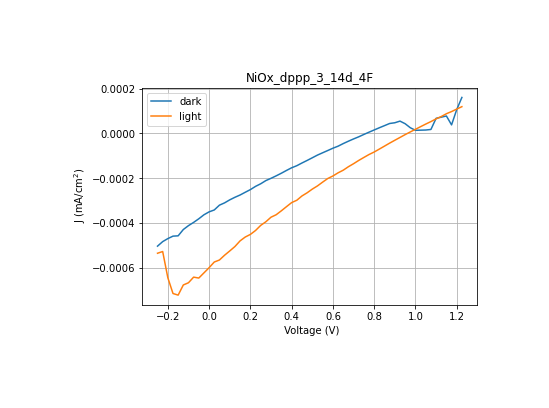 NiOx_dppp_3_14d_4F
dark
light
0.0002
0.0000
−0.0002
−0.0004
−0.0006
J (mA/cm²)
−0.2 0.0 0.2 0.4 0.6 0.8 1.0 1.2
Voltage (V)